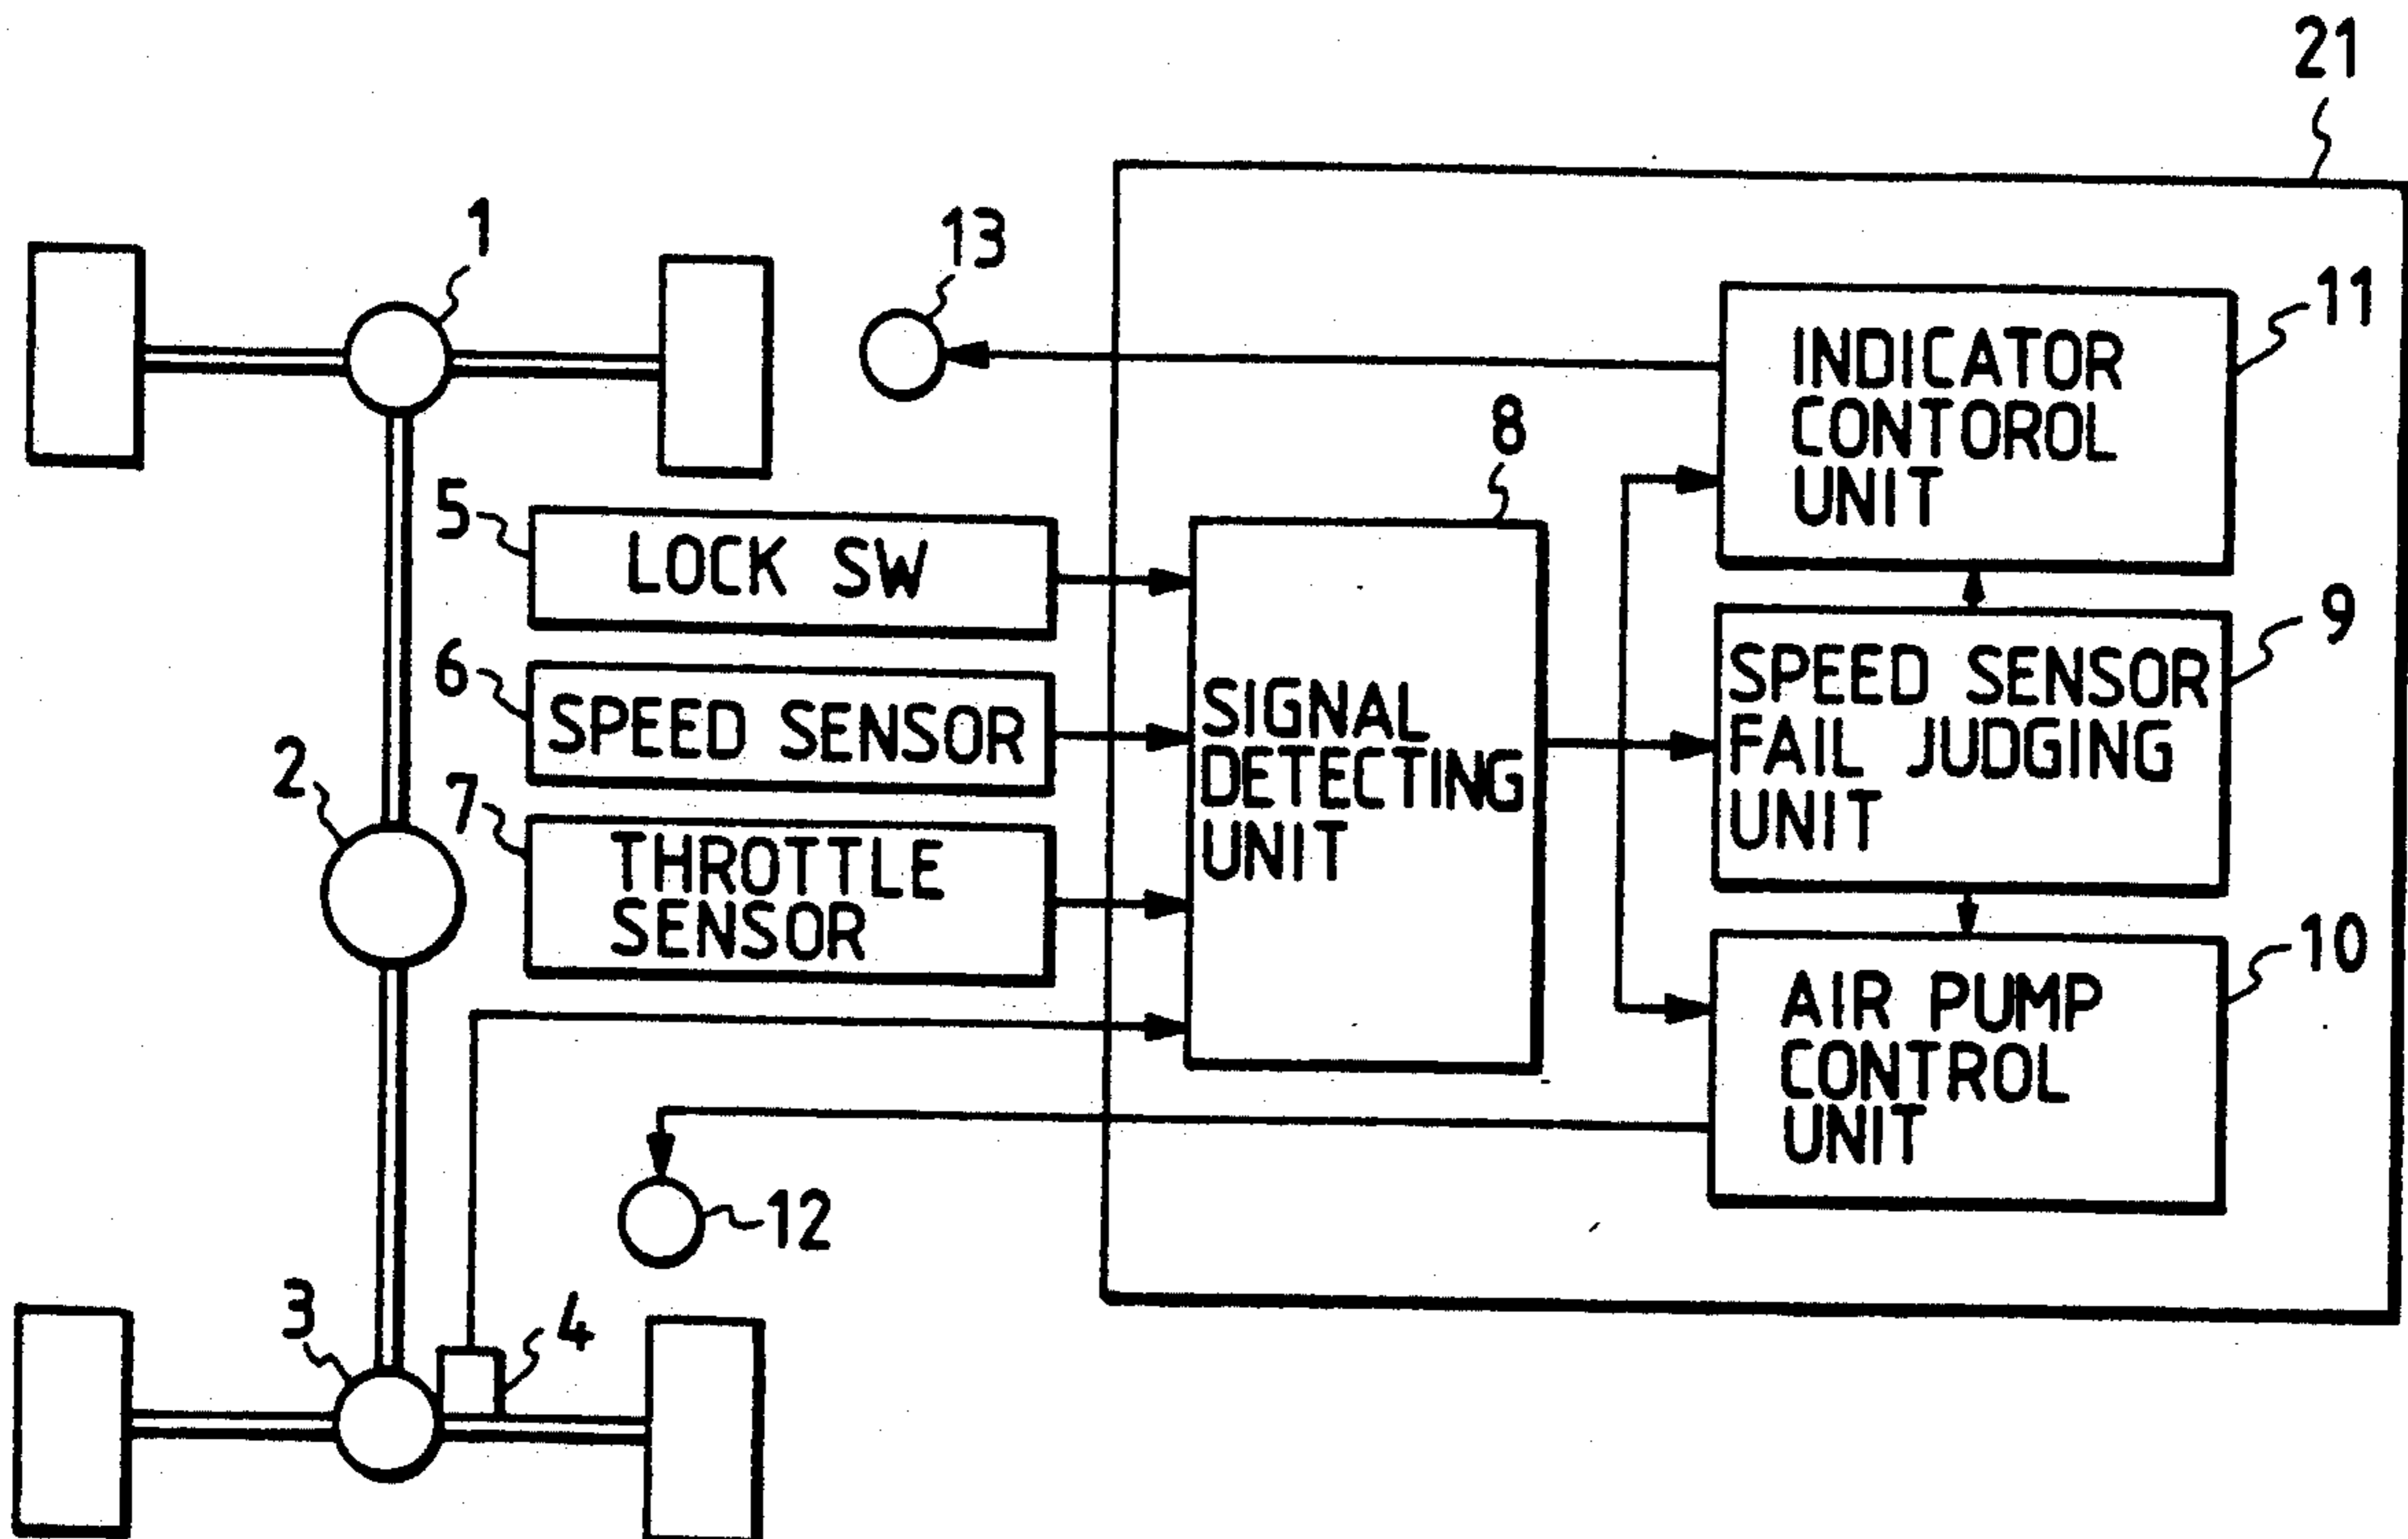 21
1
13
11
INDICATOR
CONTOROL
UNIT
8
5
LOCK SW
9
6
SPEED SENSOR
SPEED SENSOR
FAIL JUDGING
UNIT
SIGNAL
DETECTING
UNIT
2
7
THROTTLE
SENSOR
10
AIR PUMP
CONTROL
UNIT
12
3
4